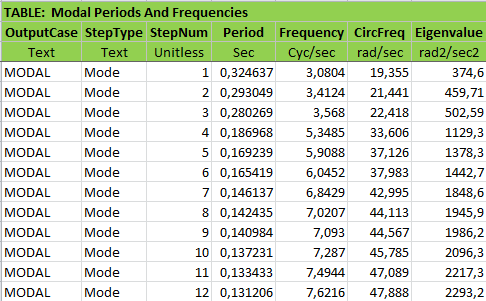 TABLE: Modal Periods And Frequencies
OutputCase StepType StepNum Period Frequency CircFreq Eigenvalue
Text Text Unitless Sec Cyc/sec rad/sec rad2/sec2
MODAL Mode 1 0,324637 3,0804 19,355 374,6
MODAL Mode 2 0,293049 3,4124 21,441 459,71
MODAL Mode 3 0,280269 3,568 22,418 502,59
MODAL Mode 4 0,186968 5,3485 33,606 1129,3
MODAL Mode 5 0,169239 5,9088 37,126 1378,3
MODAL Mode 6 0,165419 6,0452 37,983 1442,7
MODAL Mode 7 0,146137 6,8429 42,995 1848,6
MODAL Mode 8 0,142435 7,0207 44,113 1945,9
MODAL Mode 9 0,140984 7,093 44,567 1986,2
MODAL Mode 10 0,137231 7,287 45,785 2096,3
MODAL Mode 11 0,133433 7,4944 47,089 2217,3
MODAL Mode 12 0,131206 7,6216 47,888 2293,2